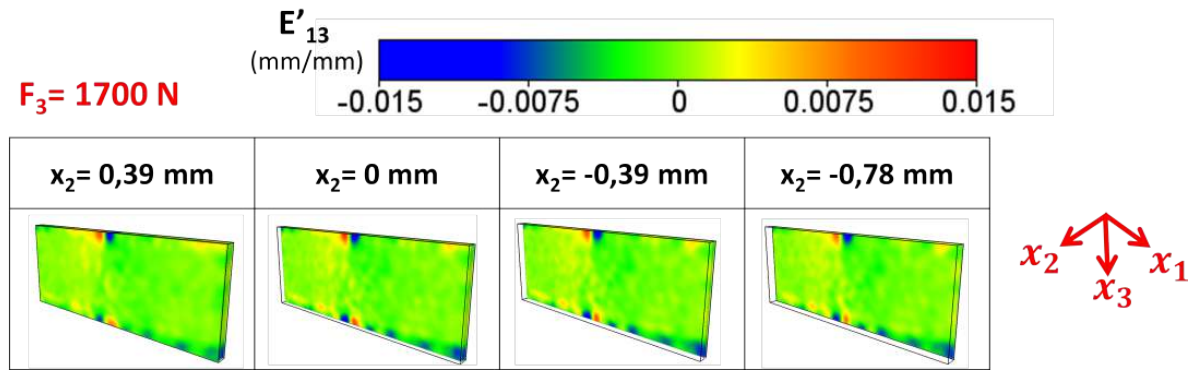 E'₁₃
(mm/mm)
F₃= 1700 N
-0.015 -0.0075 0 0.0075 0.015
x₂= 0,39 mm x₂= 0 mm x₂= -0,39 mm x₂= -0,78 mm
x₂ x₃ x₁